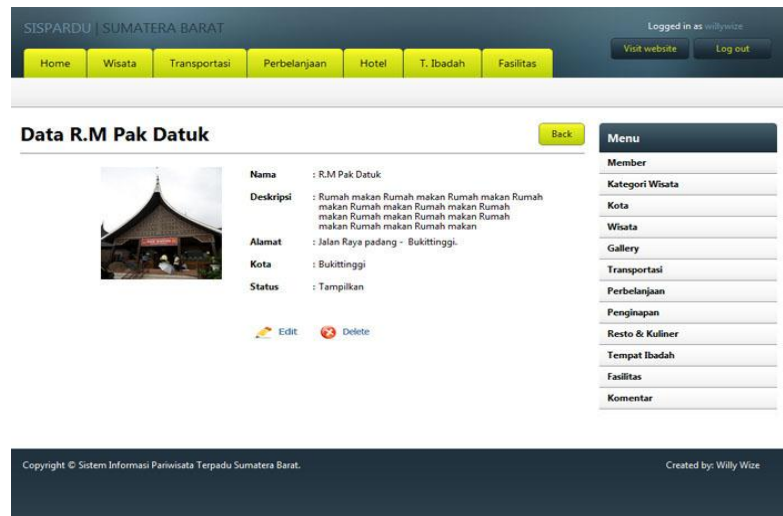 SISPARDU | SUMATERA BARAT
Logged in as willywize
Visit website
Log out
Home
Wisata
Transportasi
Perbelanjaan
Hotel
T. Ibadah
Fasilitas
Data R.M Pak Datuk
Back
Nama : R.M Pak Datuk
Deskripsi : Rumah makan Rumah makan Rumah makan Rumah
makan Rumah makan Rumah makan Rumah
makan Rumah makan Rumah makan Rumah
makan Rumah makan Rumah makan
Alamat : Jalan Raya padang - Bukittinggi.
Kota : Bukittinggi
Status : Tampilkan
Edit
Delete
Menu
Member
Kategori Wisata
Kota
Wisata
Gallery
Transportasi
Perbelanjaan
Penginapan
Resto & Kuliner
Tempat Ibadah
Fasilitas
Komentar
Copyright © Sistem Informasi Pariwisata Terpadu Sumatera Barat.
Created by: Willy Wize